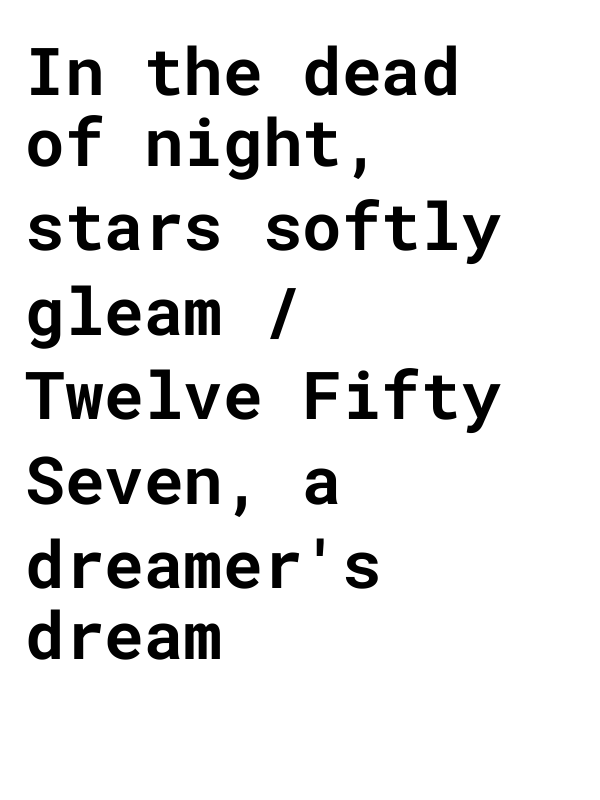 In the dead
of night,
stars softly
gleam /
Twelve Fifty
Seven, a
dreamer's
dream